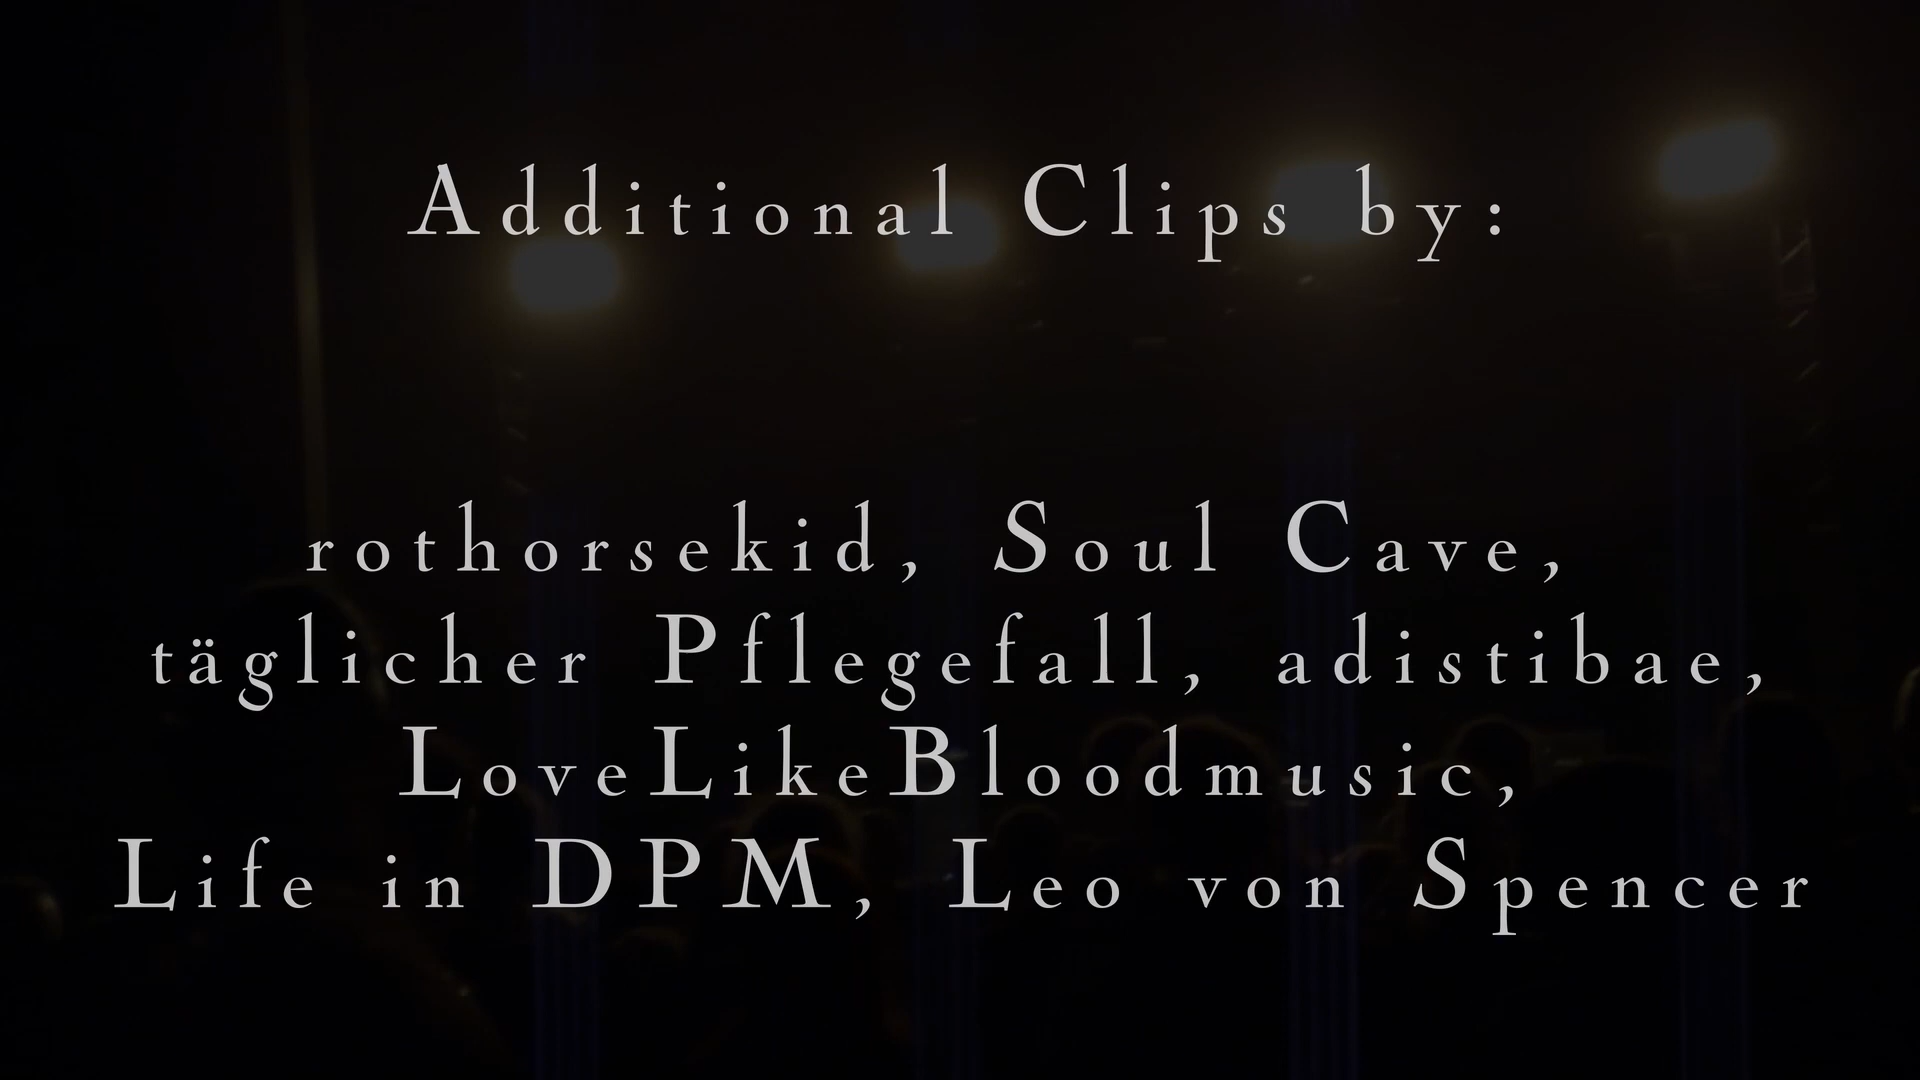 Additional Clips by:
rothorsekid, Soul Cave,
täglicher Pflegefall, adistibae,
LoveLikeBloodmusic,
Life in DPM, Leo von Spencer